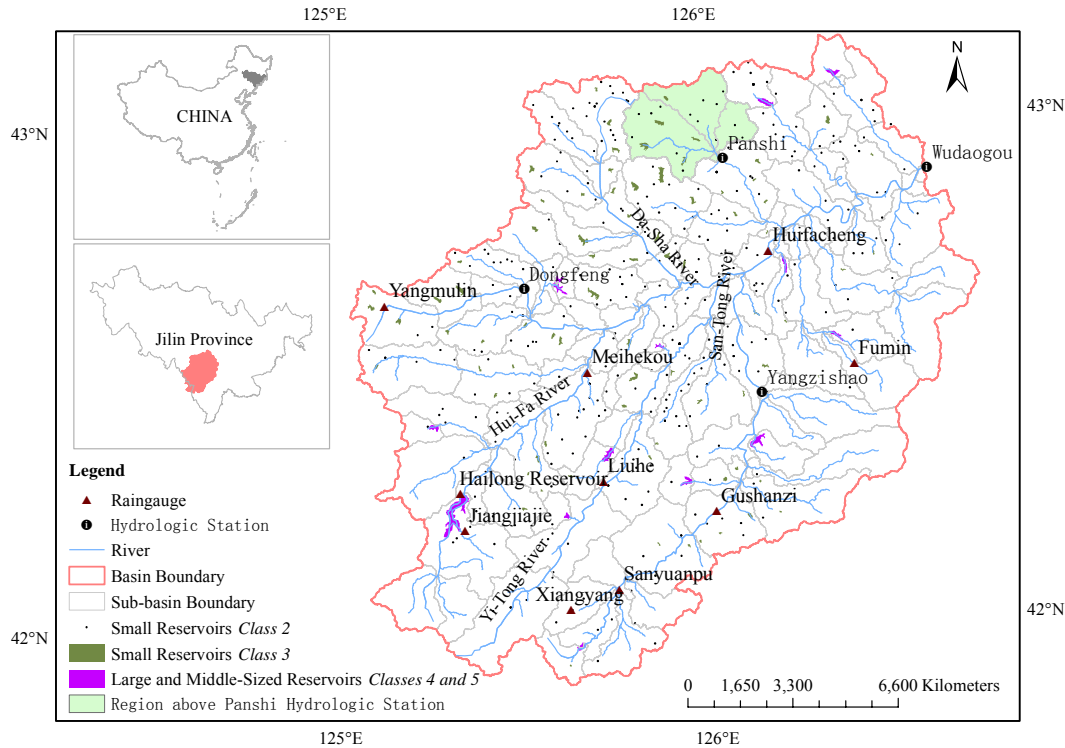 125°E
126°E
N
CHINA
43°N
43°N
Panshi
Wudaogou
Da-Sha River
Huifacheng
San-Tong River
Dongfeng
Yangmulin
Jilin Province
Meihekou
Fumin
Yangzishao
Hui-Fa River
Legend
Liuhe
Hailong Reservoir
Raingauge
Gushanzi
Jiangjiajie
Hydrologic Station
River
Yi-Tong River
Basin Boundary
Sanyuanpu
Xiangyang
Sub-basin Boundary
Small Reservoirs Class 2
42°N
42°N
Small Reservoirs Class 3
Large and Middle-Sized Reservoirs Classes 4 and 5
Region above Panshi Hydrologic Station
0 1,650 3,300 6,600 Kilometers
125°E
126°E